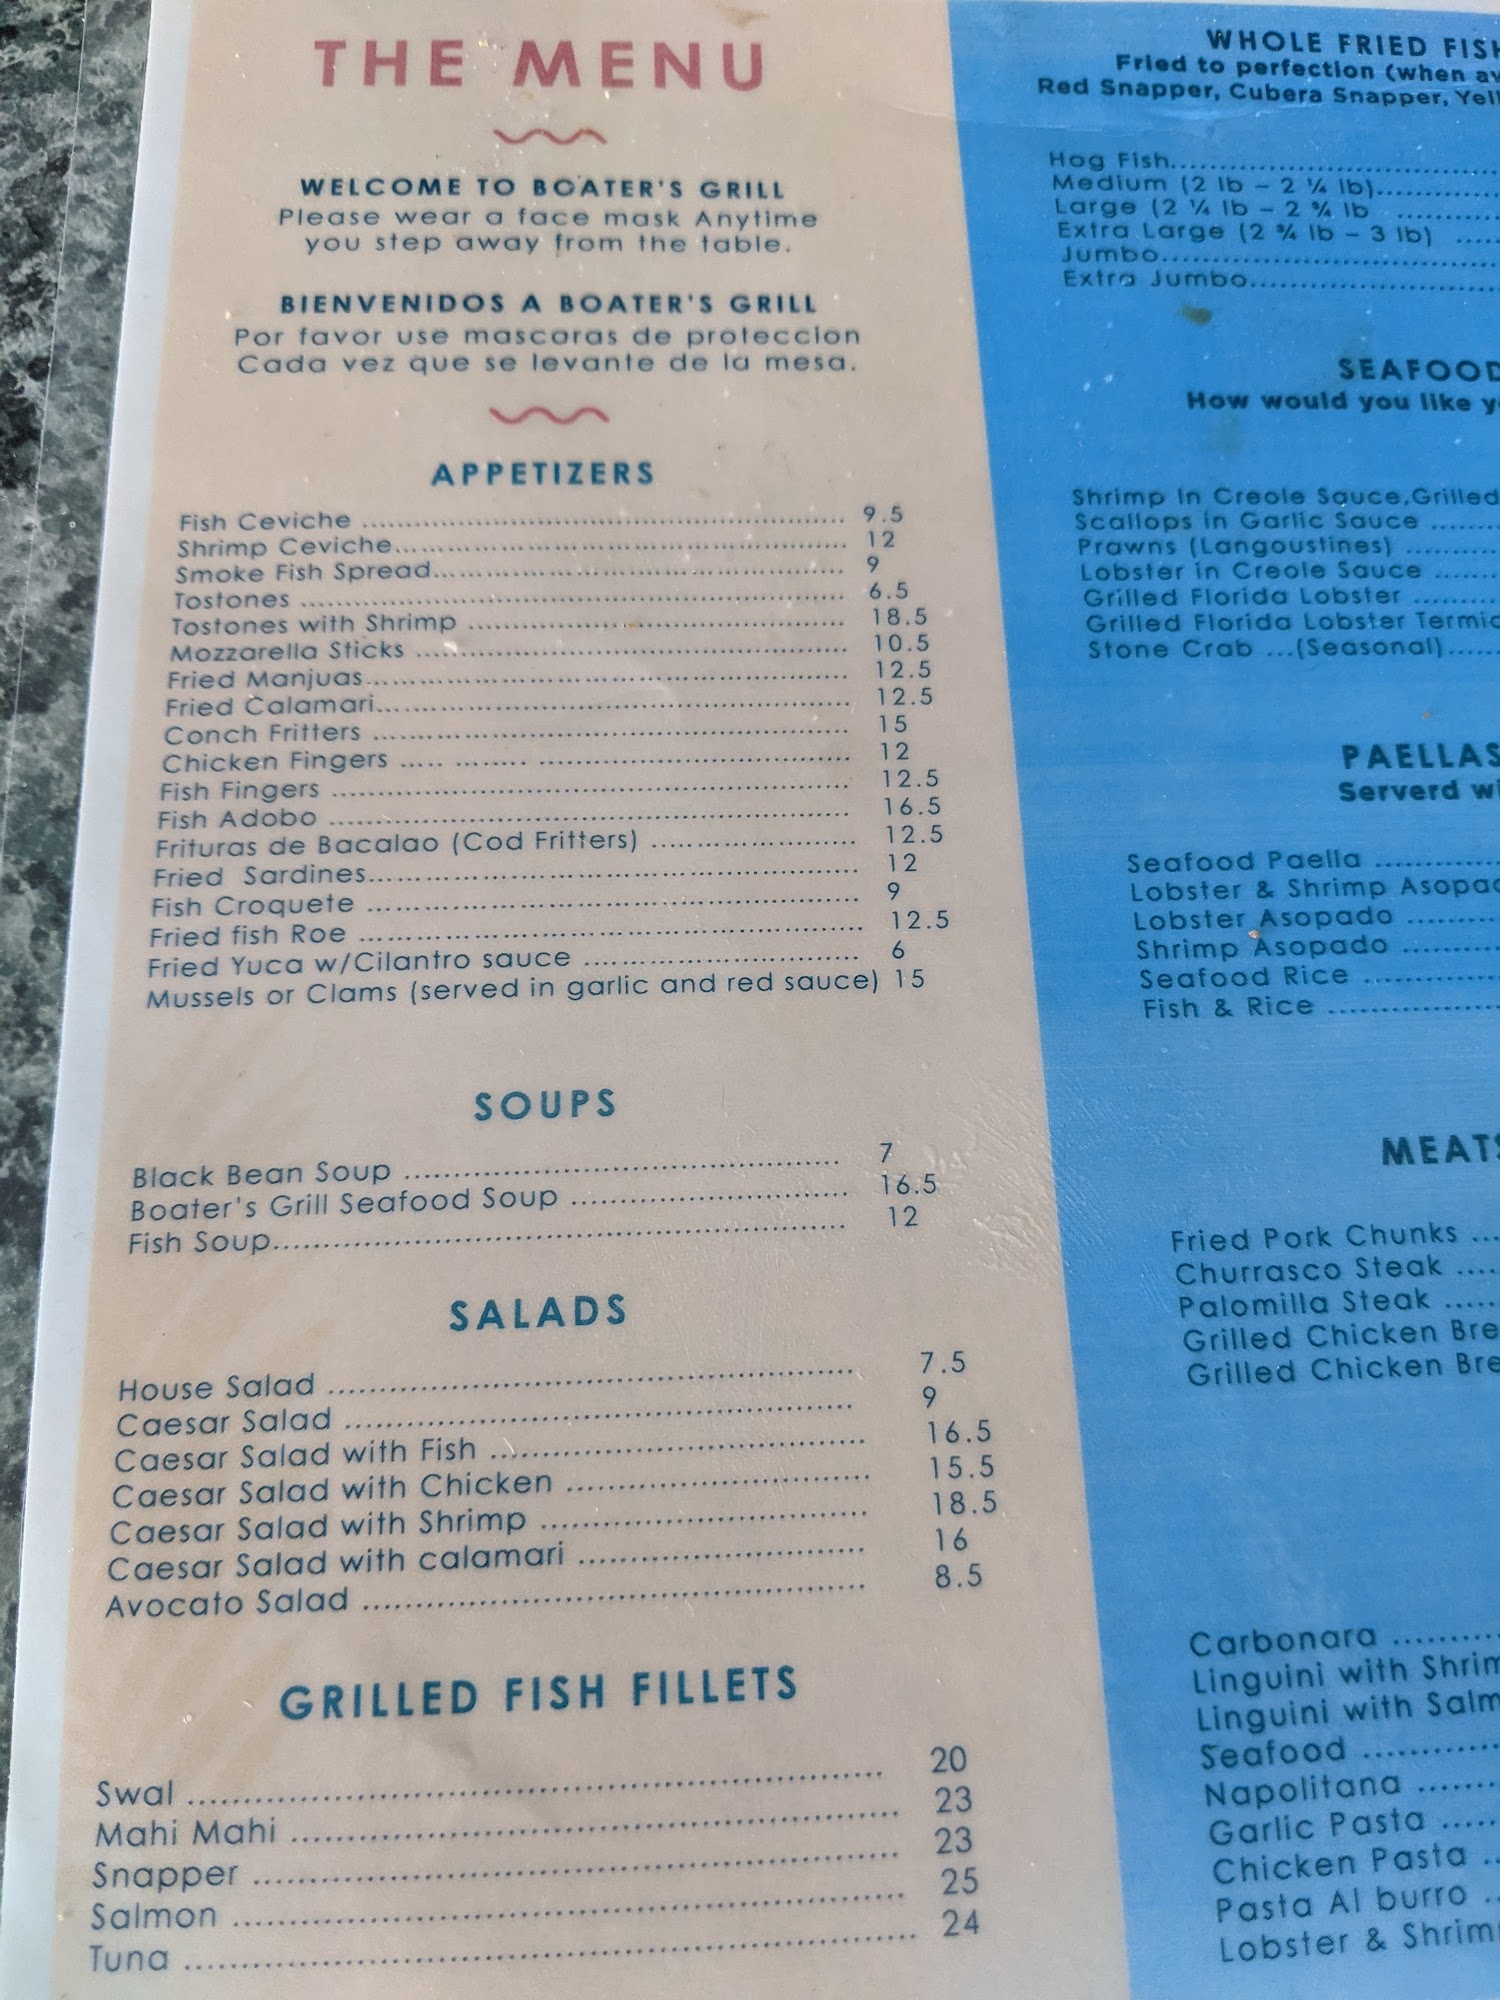 THE MENU
WELCOME TO BOATER'S GRILL
Please wear a face mask Anytime
you step away from the table.
BIENVENIDOS A BOATER'S GRILL
Por favor use mascaras de proteccion
Cada vez que se levante de la mesa.
APPETIZERS
Fish Ceviche 9.5
Shrimp Ceviche 12
Smoke Fish Spread 9
Tostones 6.5
Tostones with Shrimp 18.5
Mozzarella Sticks 10.5
Fried Manjuas 12.5
Fried Calamari 12.5
Conch Fritters 15
Chicken Fingers 12
Fish Fingers 12.5
Fish Adobo 16.5
Frituras de Bacalao (Cod Fritters) 12.5
Fried Sardines 12
Fish Croquete 9
Fried fish Roe 12.5
Fried Yuca w/Cilantro sauce 6
Mussels or Clams (served in garlic and red sauce) 15
SOUPS
Black Bean Soup 7
Boater's Grill Seafood Soup 16.5
Fish Soup 12
SALADS
House Salad 7.5
Caesar Salad 9
Caesar Salad with Fish 16.5
Caesar Salad with Chicken 15.5
Caesar Salad with Shrimp 18.5
Caesar Salad with calamari 16
Avocato Salad 8.5
GRILLED FISH FILLETS
Swal 20
Mahi Mahi 23
Snapper 23
Salmon 25
Tuna 24
WHOLE FRIED FISH
Fried to perfection (when av
Red Snapper, Cubera Snapper, Yell
Hog Fish
Medium (2 lb – 2 ¼ lb)
Large (2 ¼ lb – 2 ¾ lb
Extra Large (2 ¾ lb – 3 lb)
Jumbo
Extra Jumbo
SEAFOOD
How would you like y
Shrimp In Creole Sauce,Grilled
Scallops in Garlic Sauce
Prawns (Langoustines)
Lobster in Creole Sauce
Grilled Florida Lobster
Grilled Florida Lobster Termic
Stone Crab ...(Seasonal)
PAELLAS
Serverd wi
Seafood Paella
Lobster & Shrimp Asopad
Lobster Asopado
Shrimp Asopado
Seafood Rice
Fish & Rice
MEATS
Fried Pork Chunks
Churrasco Steak
Palomilla Steak
Grilled Chicken Bre
Grilled Chicken Bre
Carbonara
Linguini with Shrim
Linguini with Salm
Seafood
Napolitana
Garlic Pasta
Chicken Pasta
Pasta Al burro
Lobster & Shrim